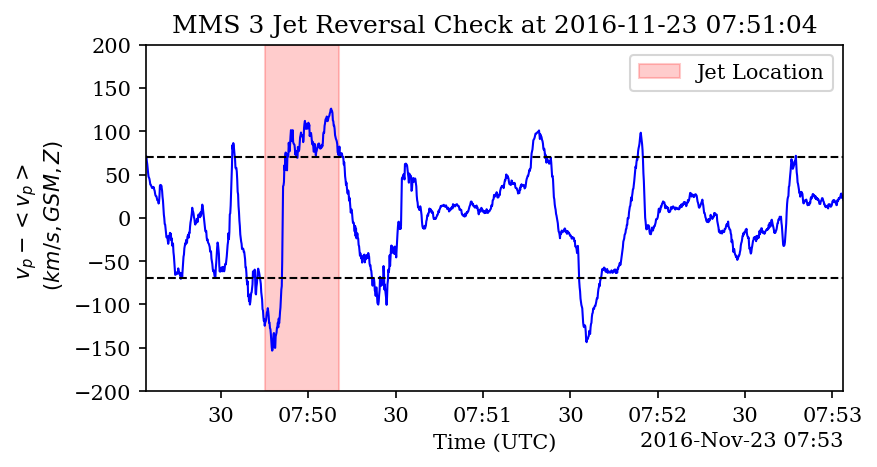 MMS 3 Jet Reversal Check at 2016-11-23 07:51:04
200
150
100
50
0
−50
−100
−150
−200
v_p − < v_p >
(km/s, GSM, Z)
Jet Location
30 07:50 30 07:51 30 07:52 30 07:53
Time (UTC)
2016-Nov-23 07:53